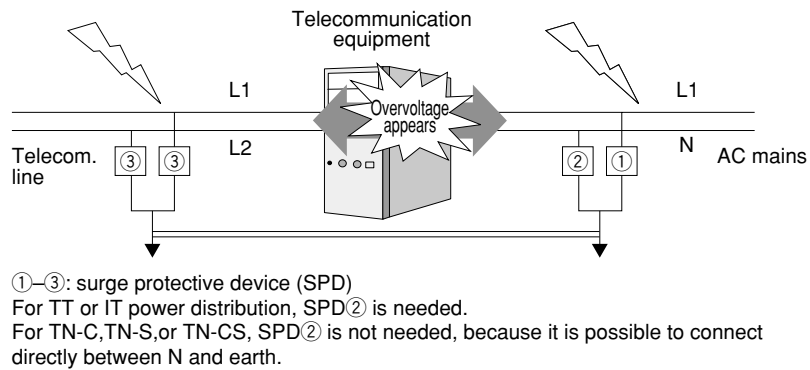 Telecommunication
equipment
L1
L1
Overvoltage
appears
L2
N
Telecom.
line
③
③
②
①
AC mains
①–③: surge protective device (SPD)
For TT or IT power distribution, SPD② is needed.
For TN-C,TN-S,or TN-CS, SPD② is not needed, because it is possible to connect
directly between N and earth.